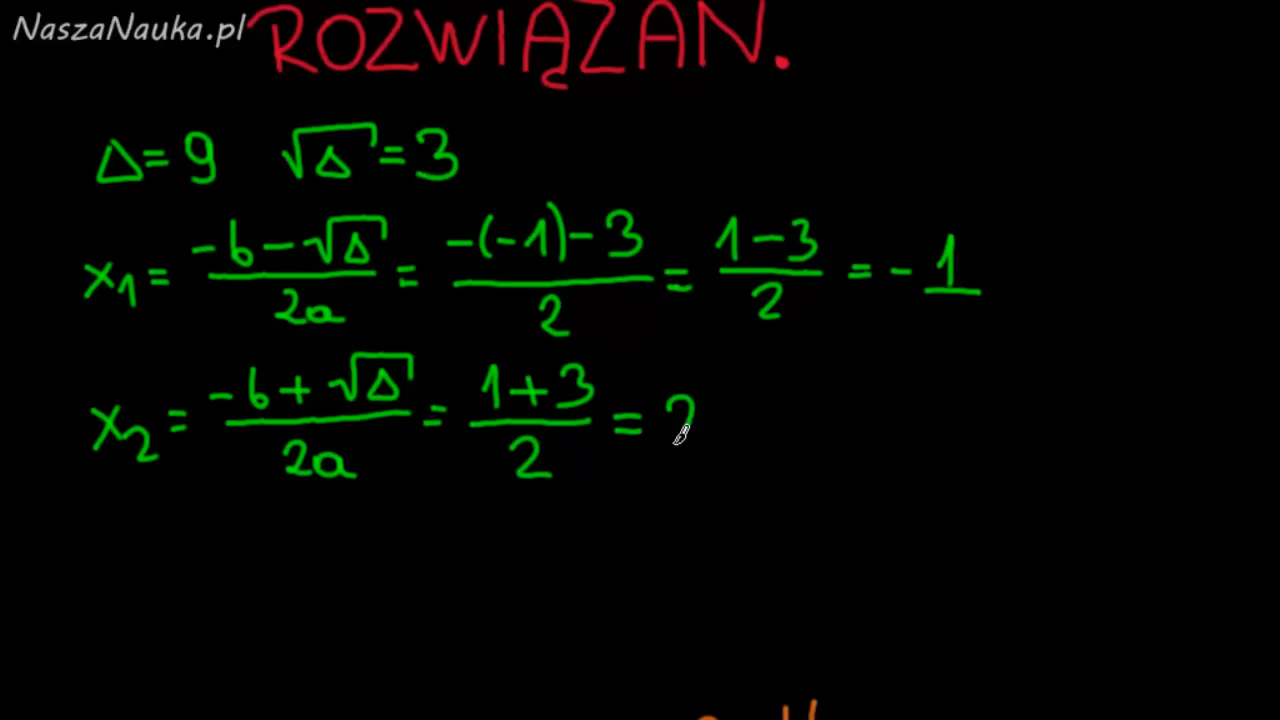 NaszaNauka.pl
ROZWIĄZAN.
Δ=9 √Δ=3
x₁ = (-b-√Δ)/(2a) = (-(-1)-3)/2 = (1-3)/2 = -1
x₂ = (-b+√Δ)/(2a) = (1+3)/2 =